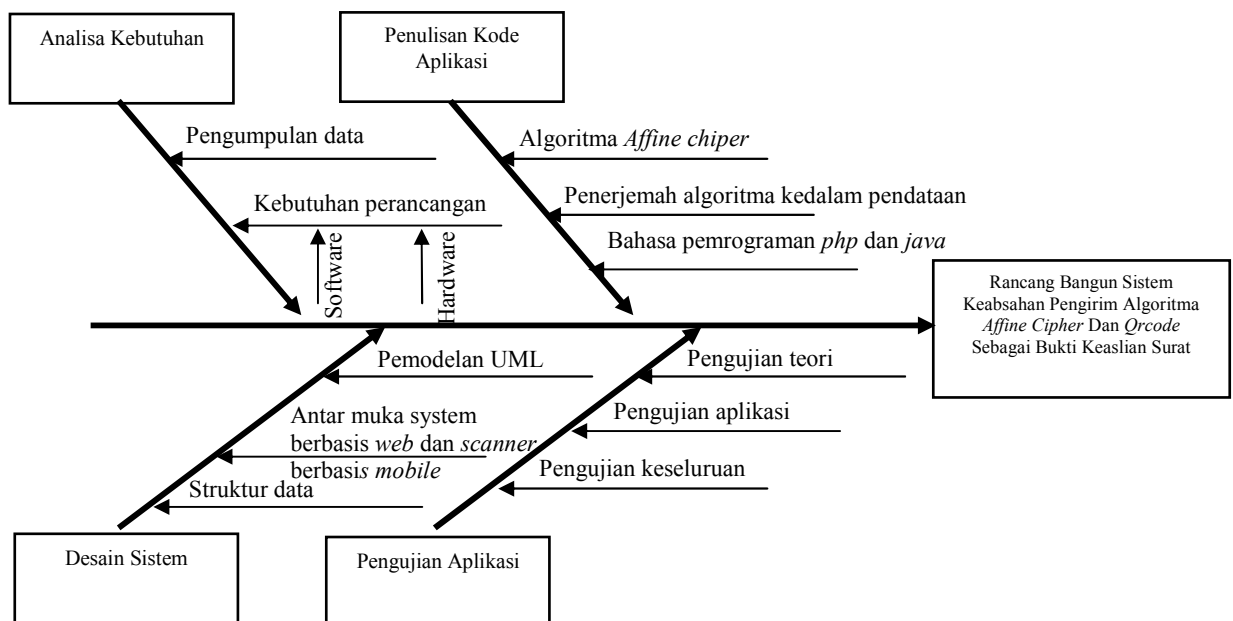 Analisa Kebutuhan
Penulisan Kode
Aplikasi
Pengumpulan data
Kebutuhan perancangan
Software
Hardware
Algoritma Affine chiper
Penerjemah algoritma kedalam pendataan
Bahasa pemrograman php dan java
Rancang Bangun Sistem
Keabsahan Pengirim Algoritma
Affine Cipher Dan Qrcode
Sebagai Bukti Keaslian Surat
Pemodelan UML
Antar muka system
berbasis web dan scanner
berbasis mobile
Struktur data
Pengujian teori
Pengujian aplikasi
Pengujian keseluruan
Desain Sistem
Pengujian Aplikasi